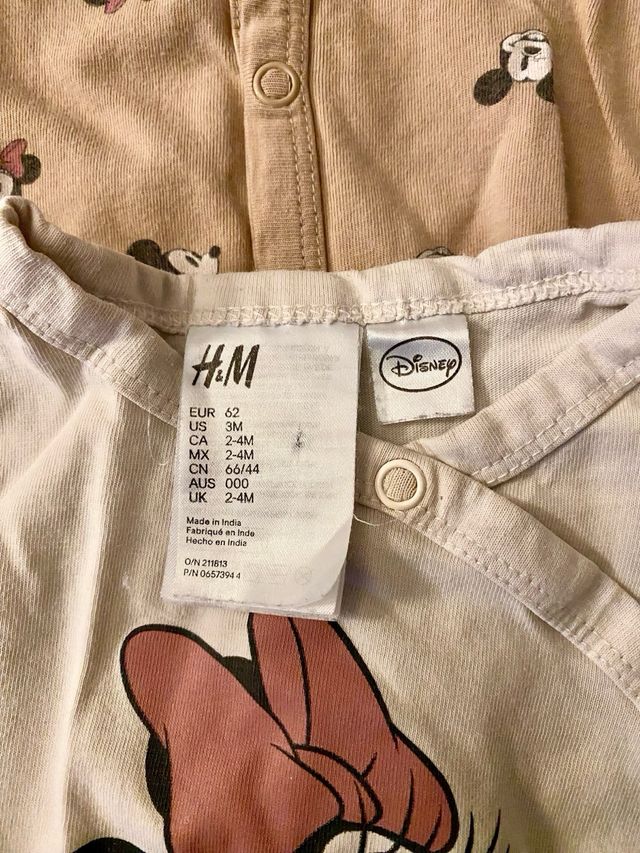 H&M
DISNEY
EUR 62
US 3M
CA 2-4M
MX 2-4M
CN 66/44
AUS 000
UK 2-4M
Made in India
Fabriqué en Inde
Hecho en India
O/N 211813
P/N 0657394 4